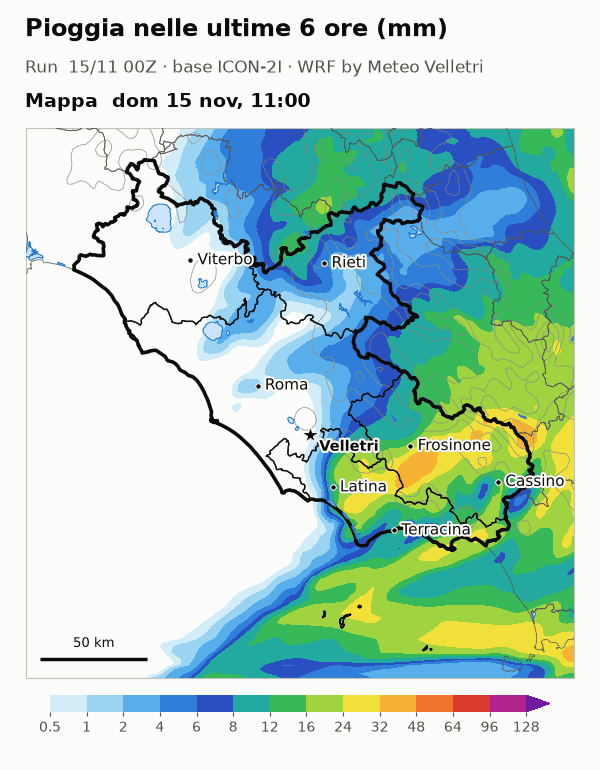 Pioggia nelle ultime 6 ore (mm)
Run 15/11 00Z · base ICON-2I · WRF by Meteo Velletri
Mappa dom 15 nov, 11:00
Viterbo
Rieti
Roma
Velletri
Frosinone
Latina
Cassino
Terracina
50 km
0.5 1 2 4 6 8 12 16 24 32 48 64 96 128